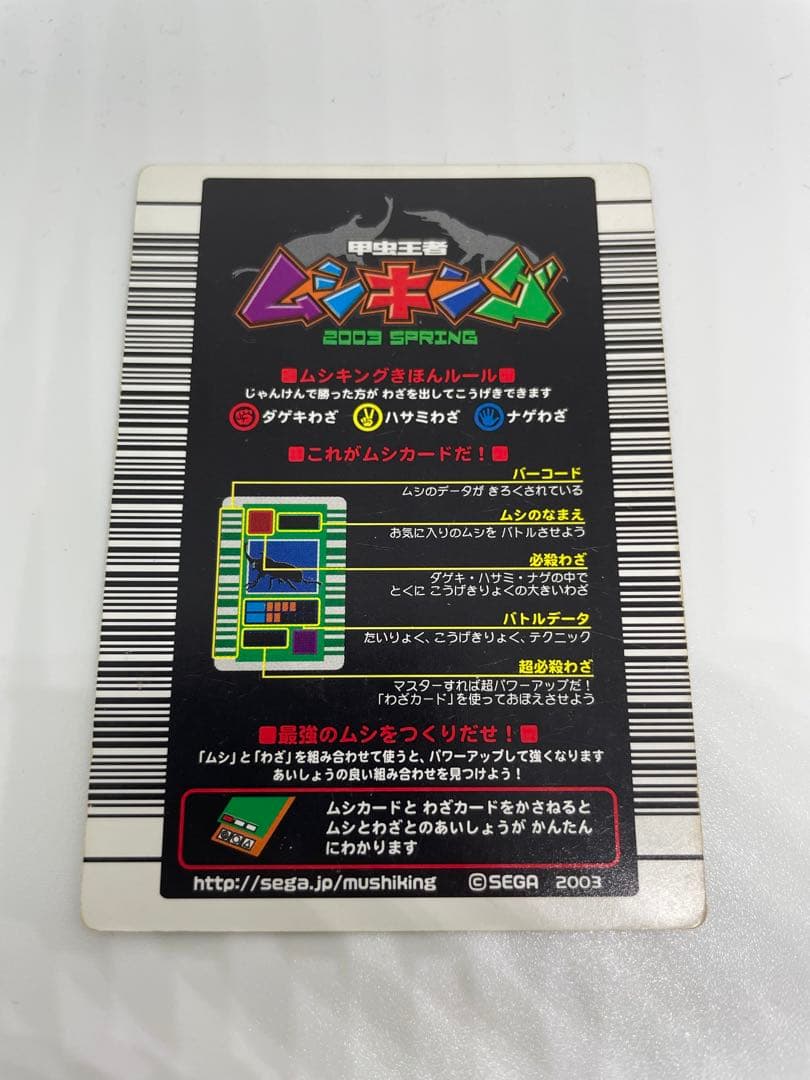 甲虫王者
ムシキング
2003 SPRING
ムシキングきほんルール
じゃんけんで勝った方が わざを出してこうげきできます
ダゲキわざ ハサミわざ ナゲわざ
これがムシカードだ！
バーコード
ムシのデータが きろくされている
ムシのなまえ
お気に入りのムシを バトルさせよう
必殺わざ
ダゲキ・ハサミ・ナゲの中で
とくに こうげきりょくの大きいわざ
バトルデータ
たいりょく、こうげきりょく、テクニック
超必殺わざ
マスターすれば超パワーアップだ！
「わざカード」を使っておぼえさせよう
最強のムシをつくりだせ！
「ムシ」と「わざ」を組み合わせて使うと、パワーアップして強くなります
あいしょうの良い組み合わせを見つけよう！
ムシカードと わざカードをかさねると
ムシとわざとのあいしょうが かんたん
にわかります
http://sega.jp/mushiking ©SEGA 2003